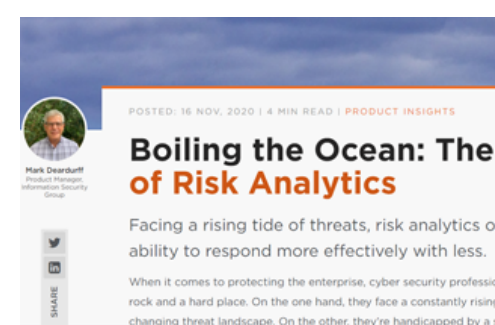 POSTED: 16 NOV, 2020 | 4 MIN READ | PRODUCT INSIGHTS
Boiling the Ocean: The
of Risk Analytics
Mark Deardurff
Product Manager,
Information Security
Group
Facing a rising tide of threats, risk analytics o
ability to respond more effectively with less.
When it comes to protecting the enterprise, cyber security professio
rock and a hard place. On the one hand, they face a constantly rising
changing threat landscape. On the other, they're handicapped by a s
SHARE